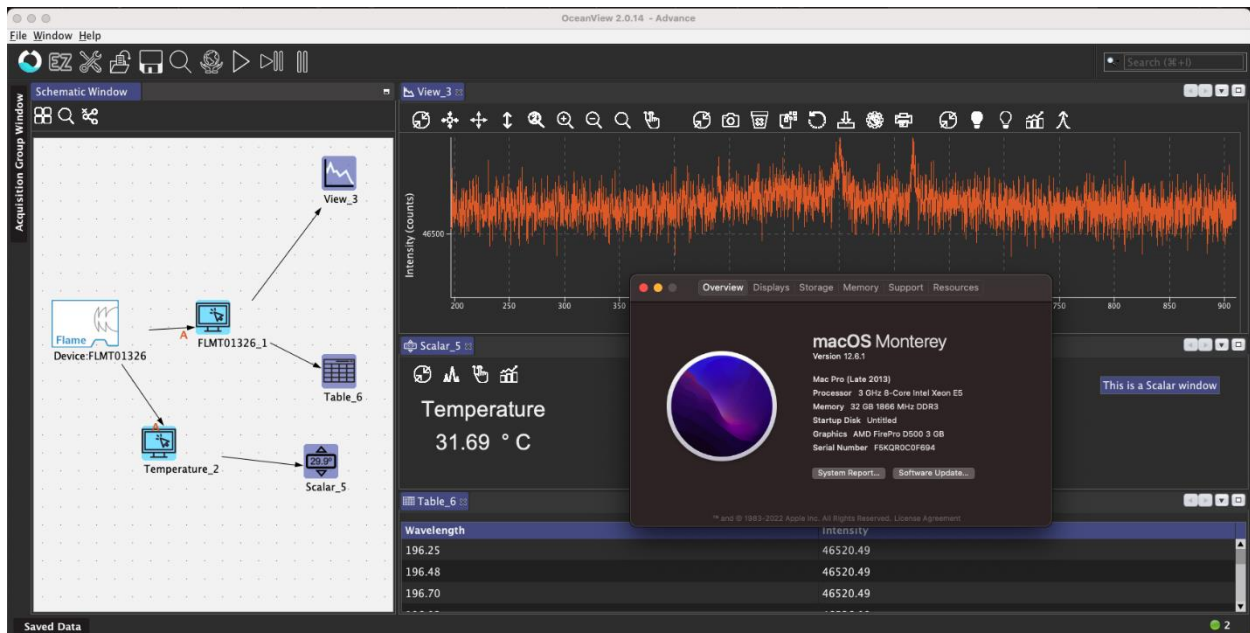 OceanView 2.0.14 - Advance
File Window Help
EZ
Search (⌘+I)
Acquisition Group Window
Schematic Window
View_3
Flame
Device:FLMT01326
A
FLMT01326_1
Table_6
A
Temperature_2
29.9°
Scalar_5
View_3
Intensity (counts)
46500
200 250 300 350 750 800 850 900
Scalar_5
Temperature
31.69 ° C
This is a Scalar window
Table_6
Wavelength Intensity
196.25 46520.49
196.48 46520.49
196.70 46520.49
Overview Displays Storage Memory Support Resources
macOS Monterey
Version 12.6.1
Mac Pro (Late 2013)
Processor 3 GHz 8-Core Intel Xeon E5
Memory 32 GB 1866 MHz DDR3
Startup Disk Untitled
Graphics AMD FirePro D500 3 GB
Serial Number F5KQR0C0F694
System Report... Software Update...
™ and © 1983-2022 Apple Inc. All Rights Reserved. License Agreement
Saved Data
2